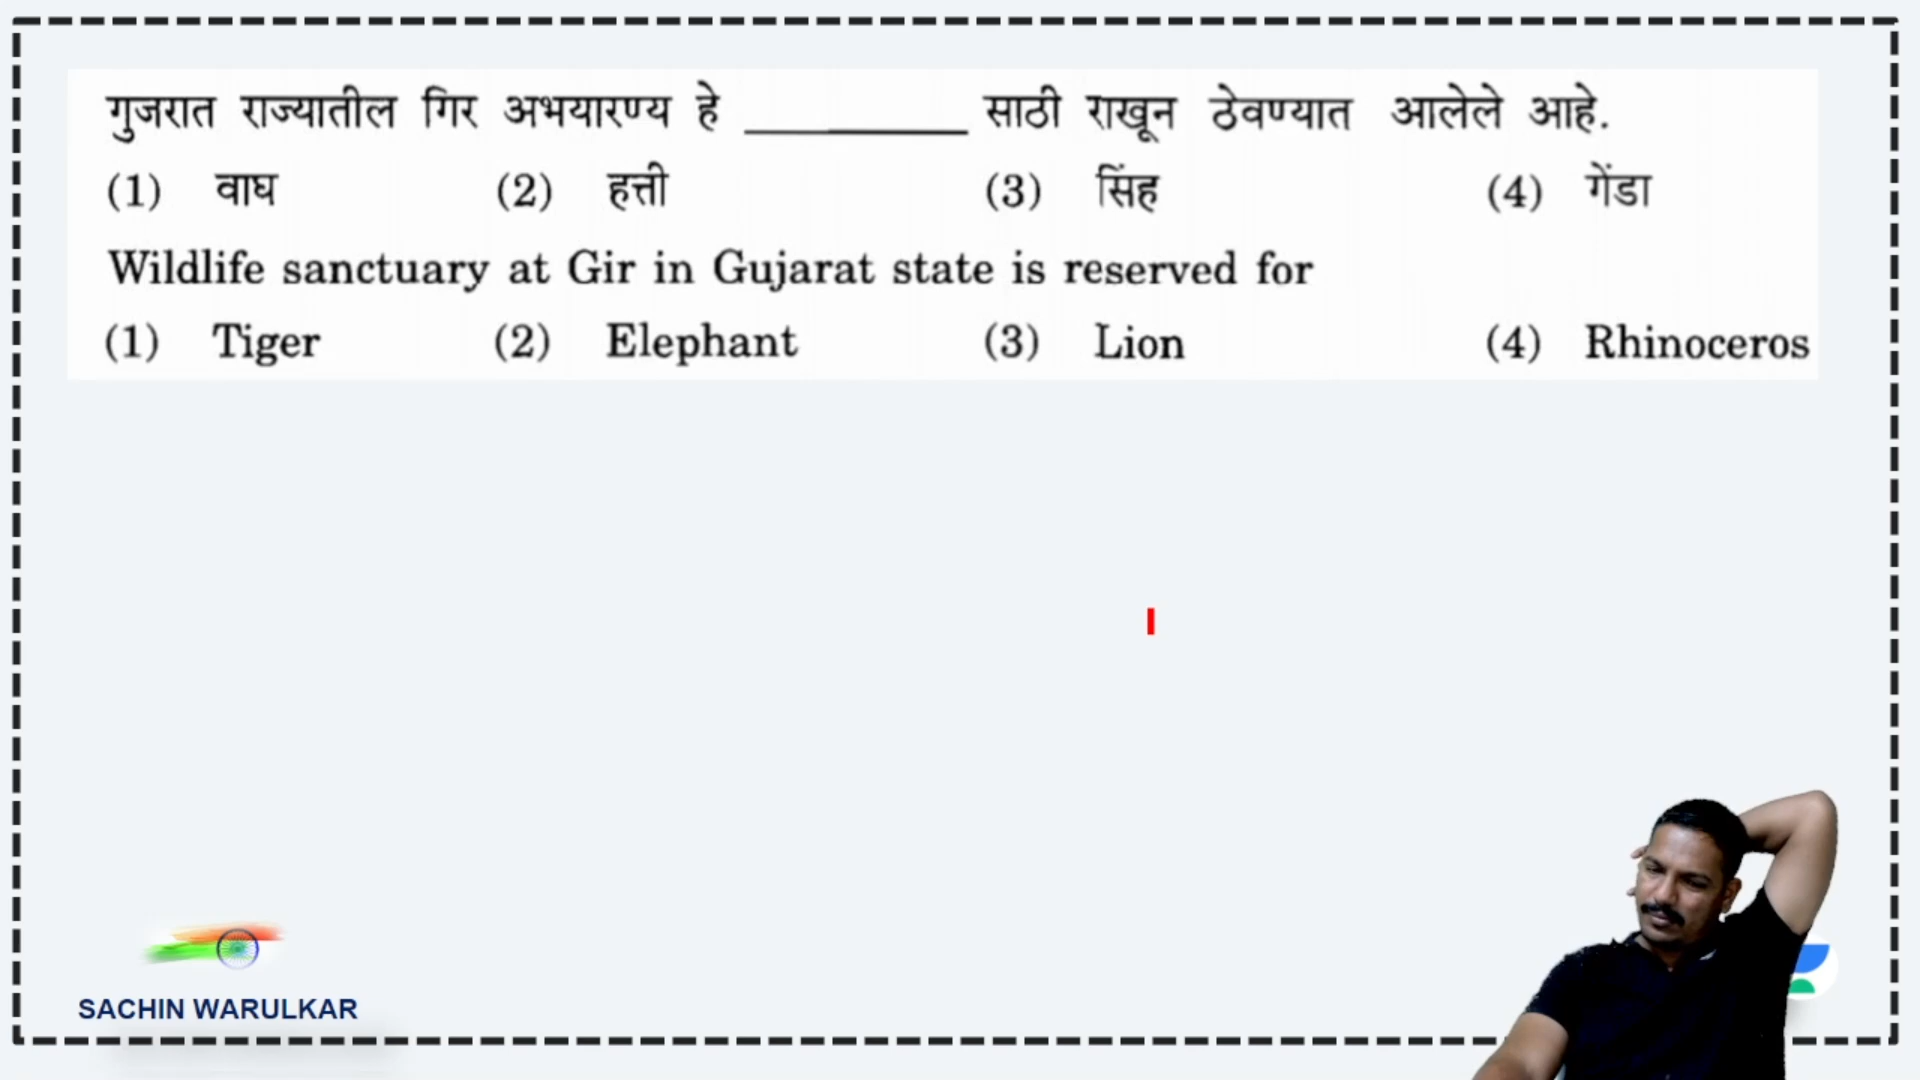 गुजरात राज्यातील गिर अभयारण्य हे ________ साठी राखून ठेवण्यात आलेले आहे.
(1) वाघ (2) हत्ती (3) सिंह (4) गेंडा
Wildlife sanctuary at Gir in Gujarat state is reserved for
(1) Tiger (2) Elephant (3) Lion (4) Rhinoceros
SACHIN WARULKAR